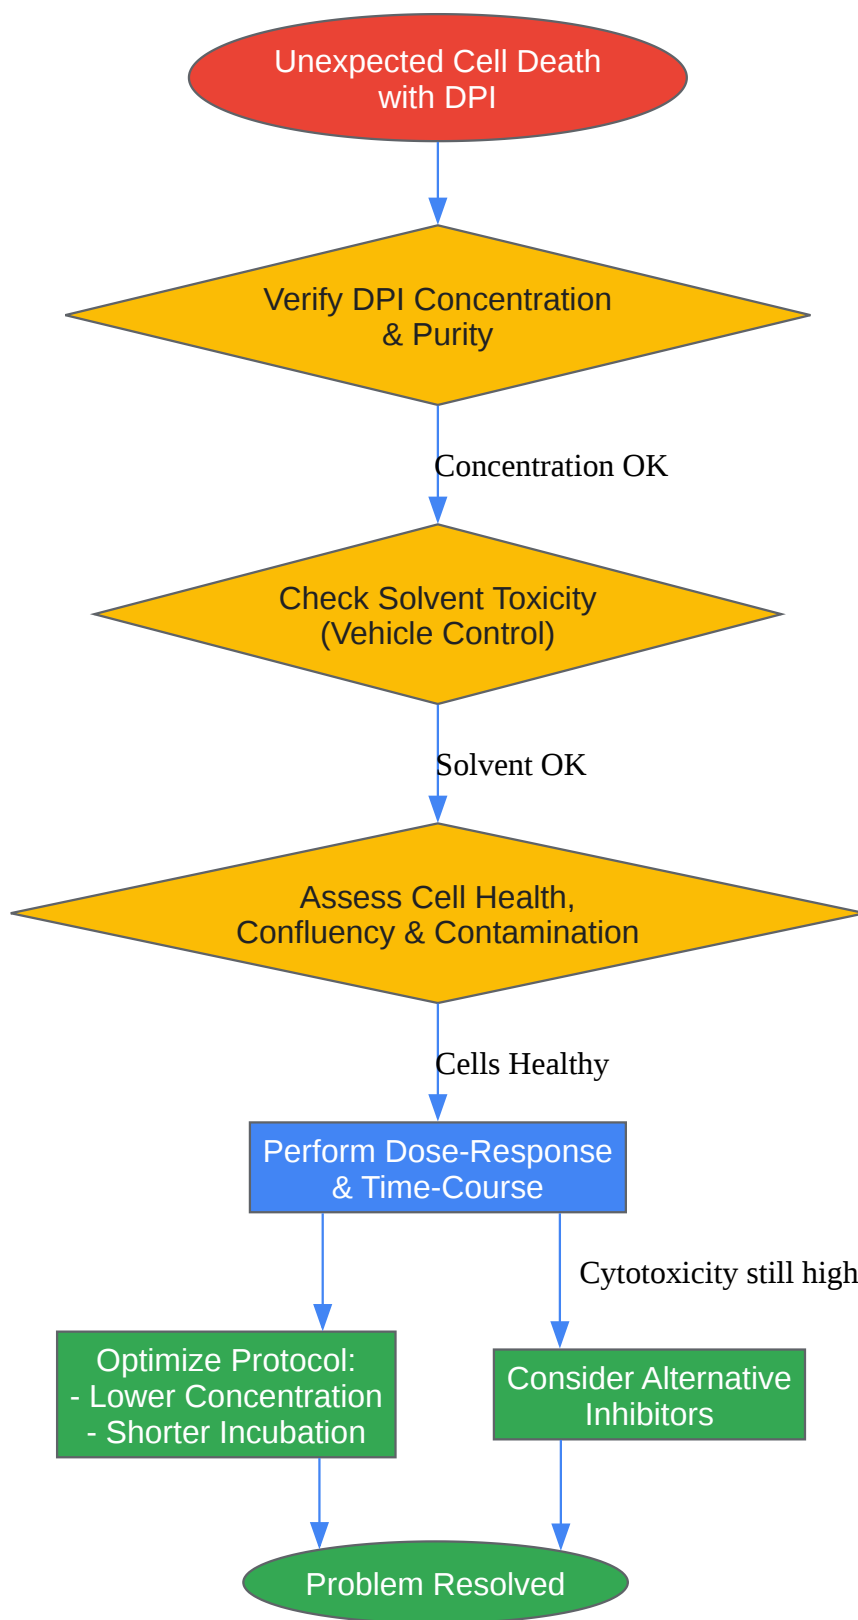 Unexpected Cell Death
with DPI
Verify DPI Concentration
& Purity
Concentration OK
Check Solvent Toxicity
(Vehicle Control)
Solvent OK
Assess Cell Health,
Confluency & Contamination
Cells Healthy
Perform Dose-Response
& Time-Course
Cytotoxicity still high
Optimize Protocol:
- Lower Concentration
- Shorter Incubation
Consider Alternative
Inhibitors
Problem Resolved